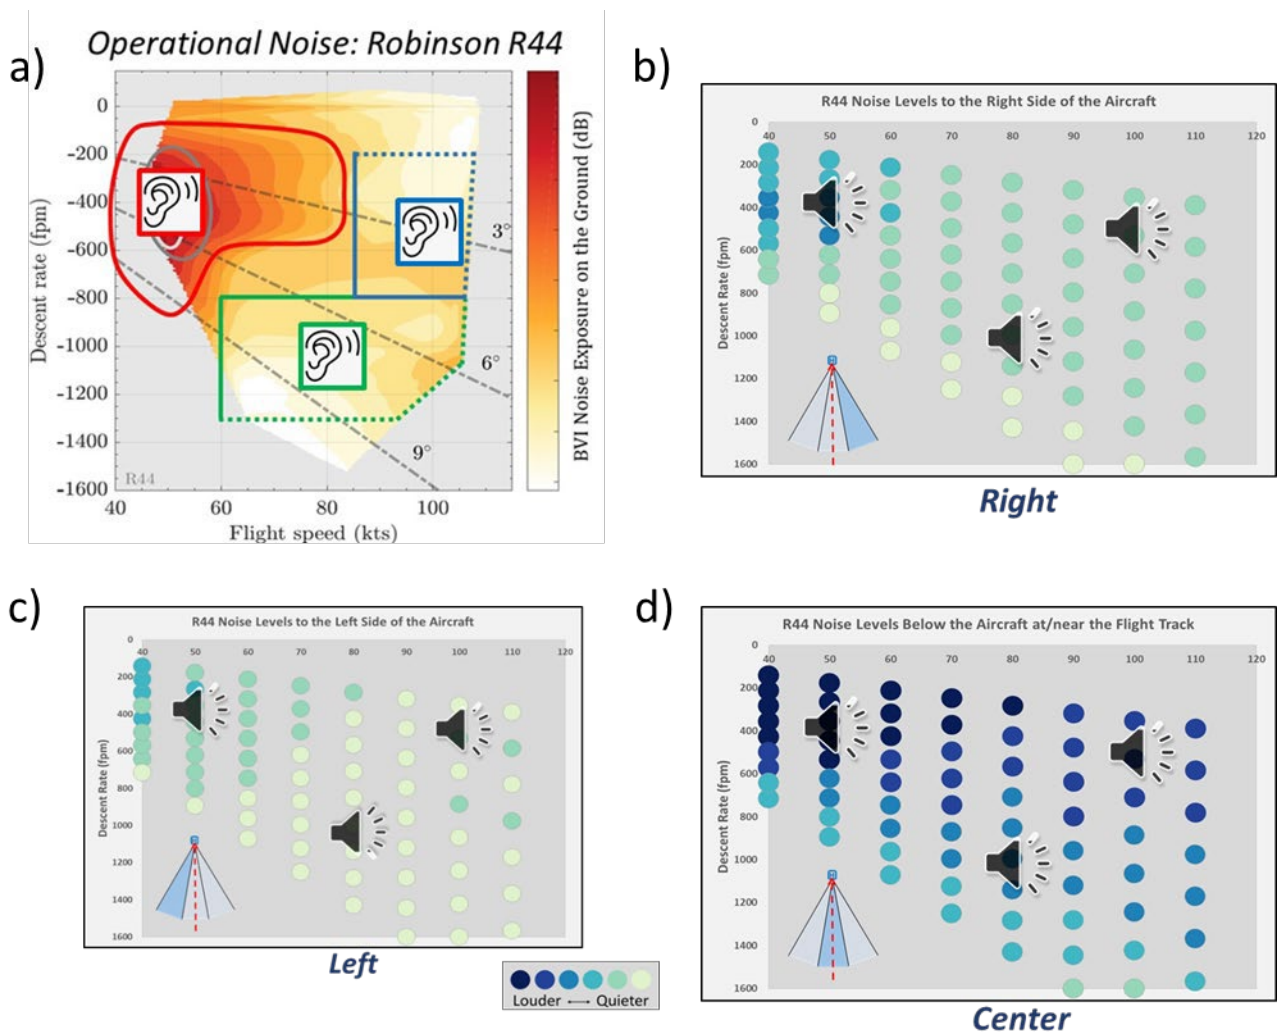 a)
Operational Noise: Robinson R44
0
-200
-400
-600
-800
-1000
-1200
-1400
-1600
Descent rate (fpm)
3°
6°
9°
R44
40 60 80 100
Flight speed (kts)
BVI Noise Exposure on the Ground (dB)
b)
R44 Noise Levels to the Right Side of the Aircraft
0
40 50 60 70 80 90 100 110 120
200
400
600
800
1000
1200
1400
1600
Descent Rate (fpm)
Right
c)
R44 Noise Levels to the Left Side of the Aircraft
0
40 50 60 70 80 90 100 110 120
200
400
600
800
1000
1200
1400
1600
Descent Rate (fpm)
Left
Louder ↔ Quieter
d)
R44 Noise Levels Below the Aircraft at/near the Flight Track
0
40 50 60 70 80 90 100 110 120
200
400
600
800
1000
1200
1400
1600
Descent Rate (fpm)
Center